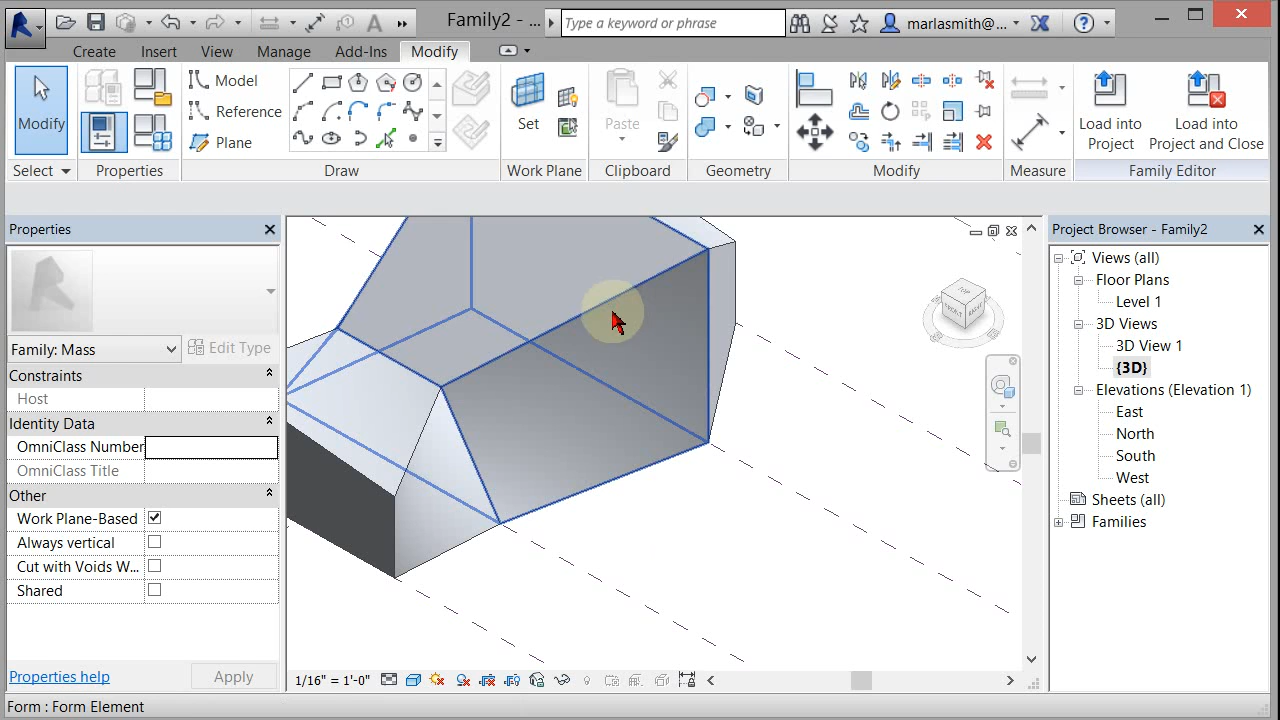 Family2 - ...
Type a keyword or phrase
marlasmith@...
Create Insert View Manage Add-Ins Modify
Modify
Model
Reference
Plane
Set
Paste
Load into Project
Load into Project and Close
Select Properties Draw Work Plane Clipboard Geometry Modify Measure Family Editor
Properties
Family: Mass
Edit Type
Constraints
Host
Identity Data
OmniClass Number
OmniClass Title
Other
Work Plane-Based
Always vertical
Cut with Voids W...
Shared
Properties help
Apply
TOP
FRONT
1/16" = 1'-0"
Project Browser - Family2
Views (all)
Floor Plans
Level 1
3D Views
3D View 1
{3D}
Elevations (Elevation 1)
East
North
South
West
Sheets (all)
Families
Form : Form Element